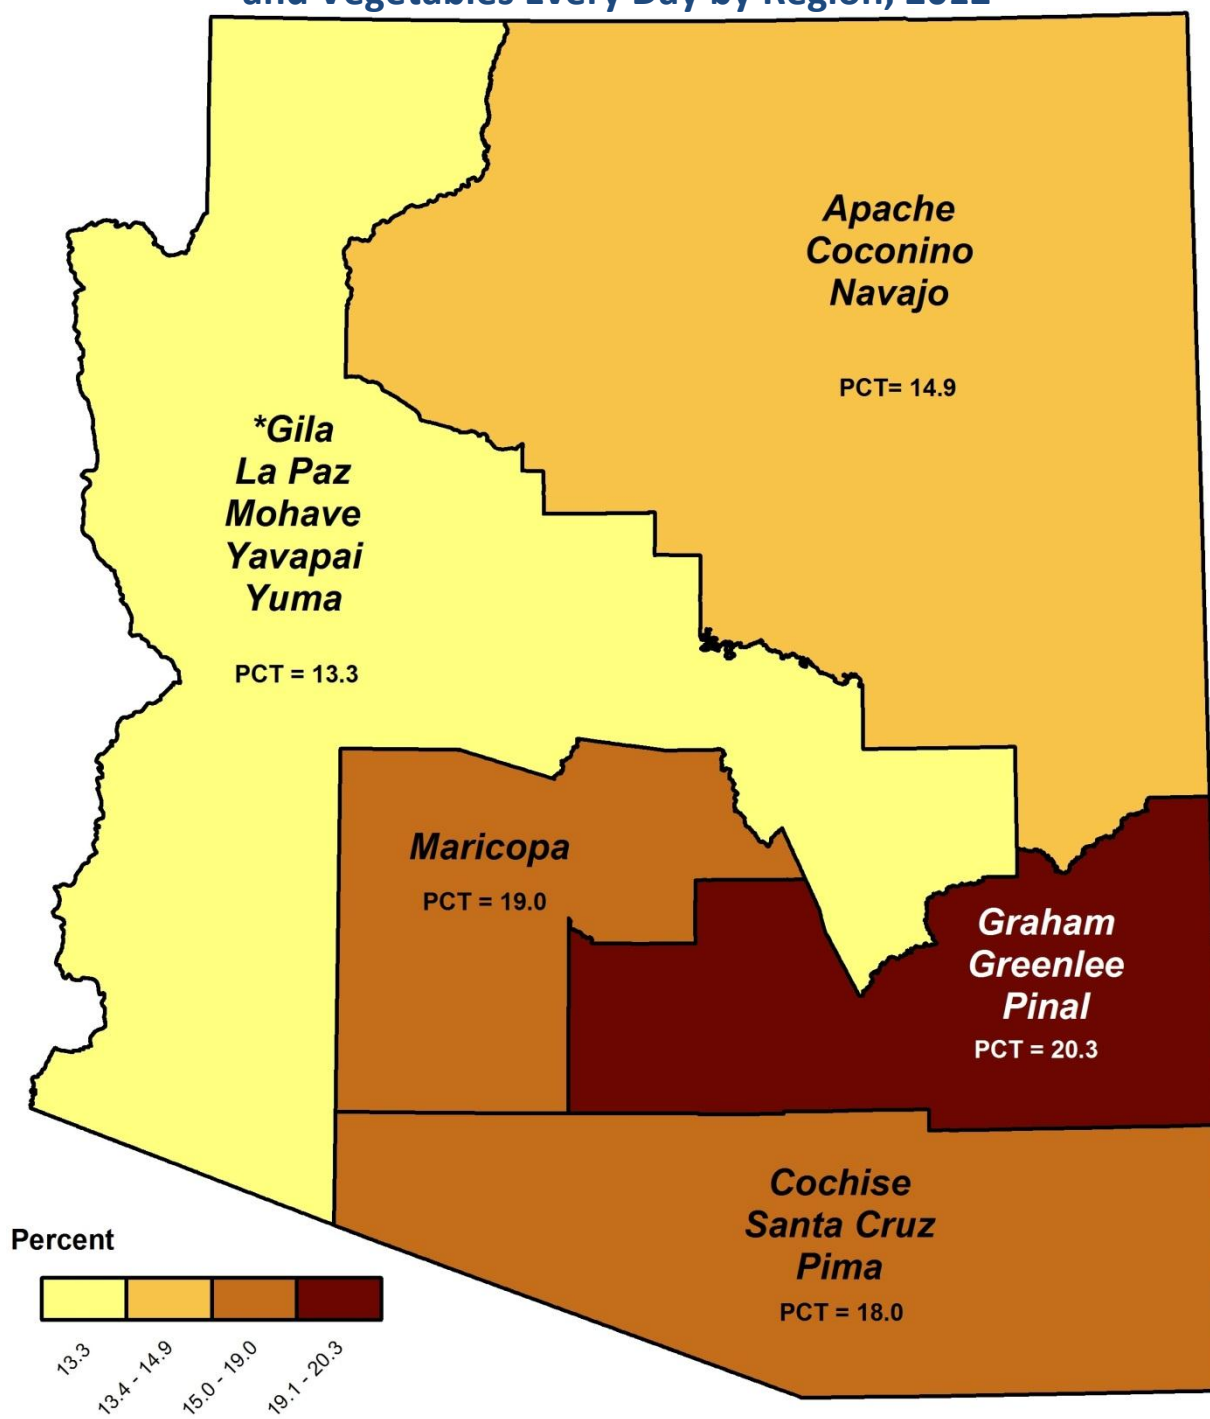 and Vegetables Every Day by Region, 2012
Apache
Coconino
Navajo
PCT= 14.9
*Gila
La Paz
Mohave
Yavapai
Yuma
PCT = 13.3
Maricopa
PCT = 19.0
Graham
Greenlee
Pinal
PCT = 20.3
Cochise
Santa Cruz
Pima
PCT = 18.0
Percent
13.3
13.4 - 14.9
15.0 - 19.0
19.1 - 20.3